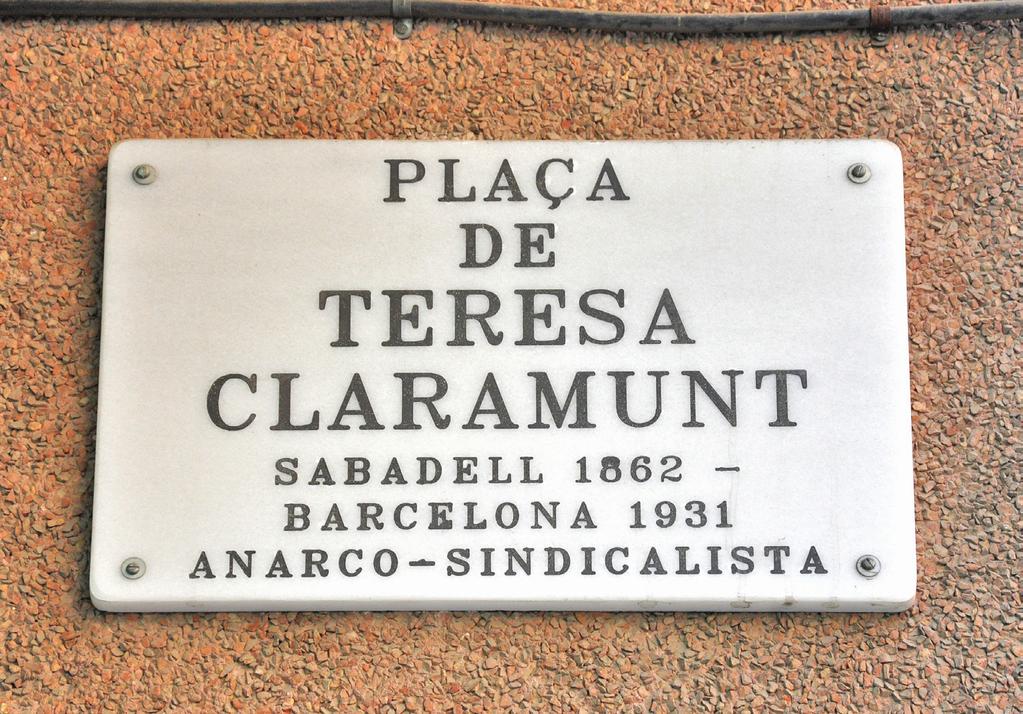 PLAÇA
DE
TERESA
CLARAMUNT
SABADELL 1862 –
BARCELONA 1931
ANARCO–SINDICALISTA